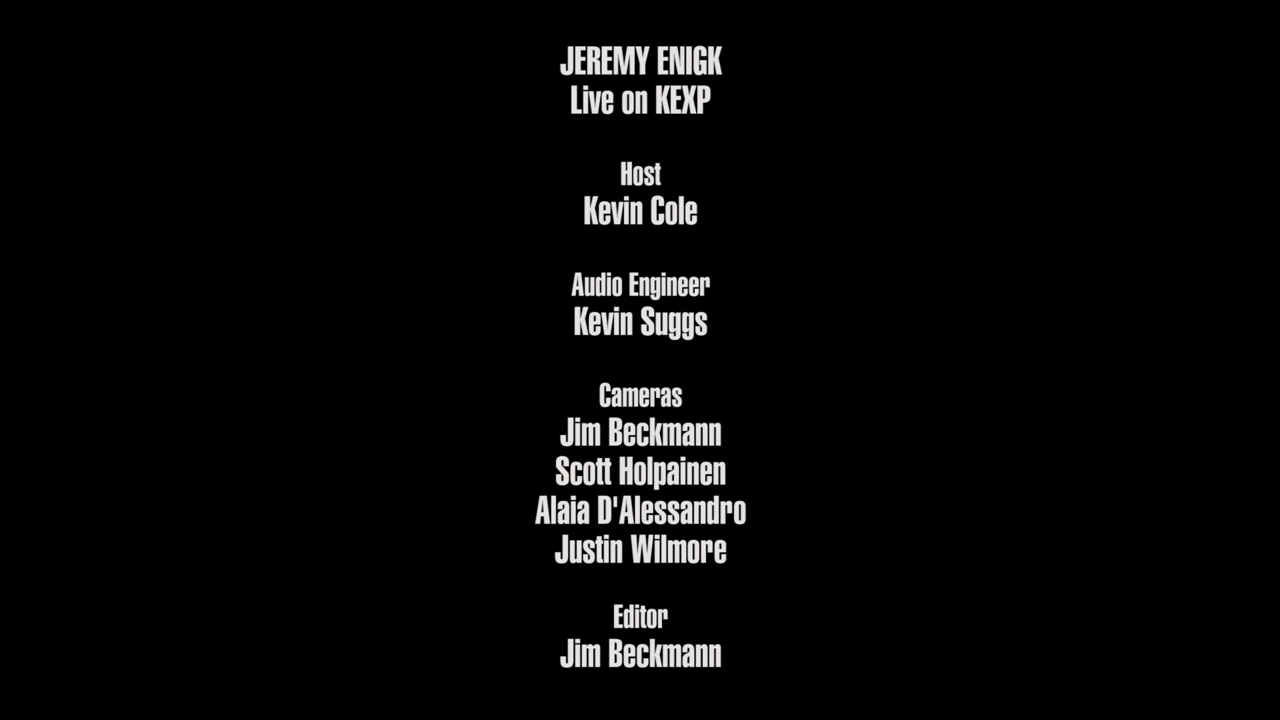 JEREMY ENIGK
Live on KEXP
Host
Kevin Cole
Audio Engineer
Kevin Suggs
Cameras
Jim Beckmann
Scott Holpainen
Alaia D'Alessandro
Justin Wilmore
Editor
Jim Beckmann